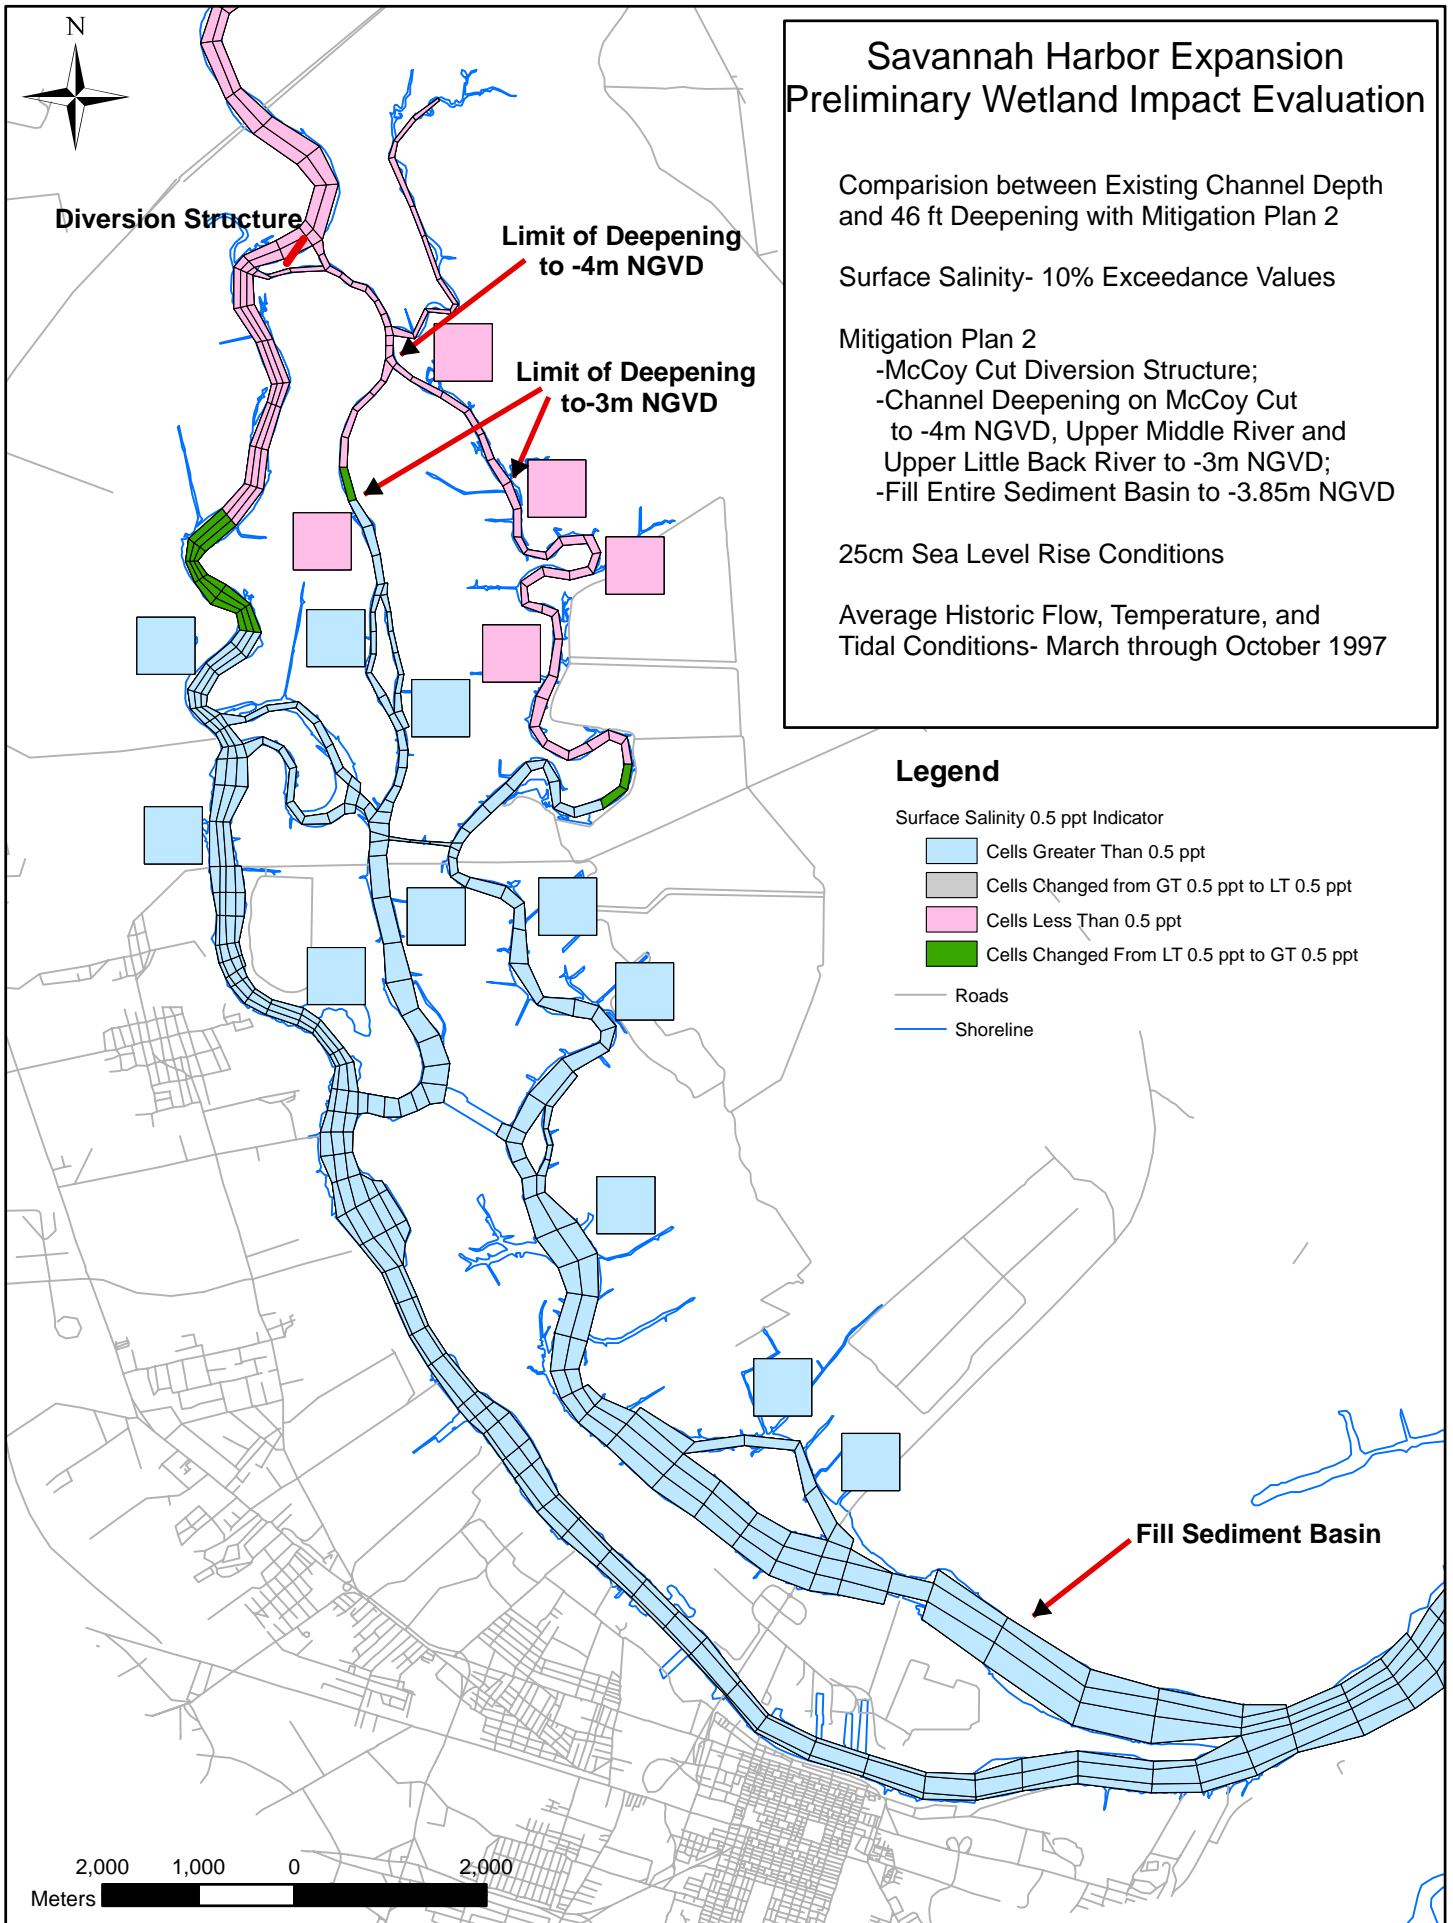 N
Savannah Harbor Expansion
Preliminary Wetland Impact Evaluation
Comparision between Existing Channel Depth
and 46 ft Deepening with Mitigation Plan 2
Surface Salinity- 10% Exceedance Values
Mitigation Plan 2
-McCoy Cut Diversion Structure;
-Channel Deepening on McCoy Cut
to -4m NGVD, Upper Middle River and
Upper Little Back River to -3m NGVD;
-Fill Entire Sediment Basin to -3.85m NGVD
25cm Sea Level Rise Conditions
Average Historic Flow, Temperature, and
Tidal Conditions- March through October 1997
Diversion Structure
Limit of Deepening
to -4m NGVD
Limit of Deepening
to-3m NGVD
Legend
Surface Salinity 0.5 ppt Indicator
Cells Greater Than 0.5 ppt
Cells Changed from GT 0.5 ppt to LT 0.5 ppt
Cells Less Than 0.5 ppt
Cells Changed From LT 0.5 ppt to GT 0.5 ppt
Roads
Shoreline
Fill Sediment Basin
2,000 1,000 0 2,000
Meters